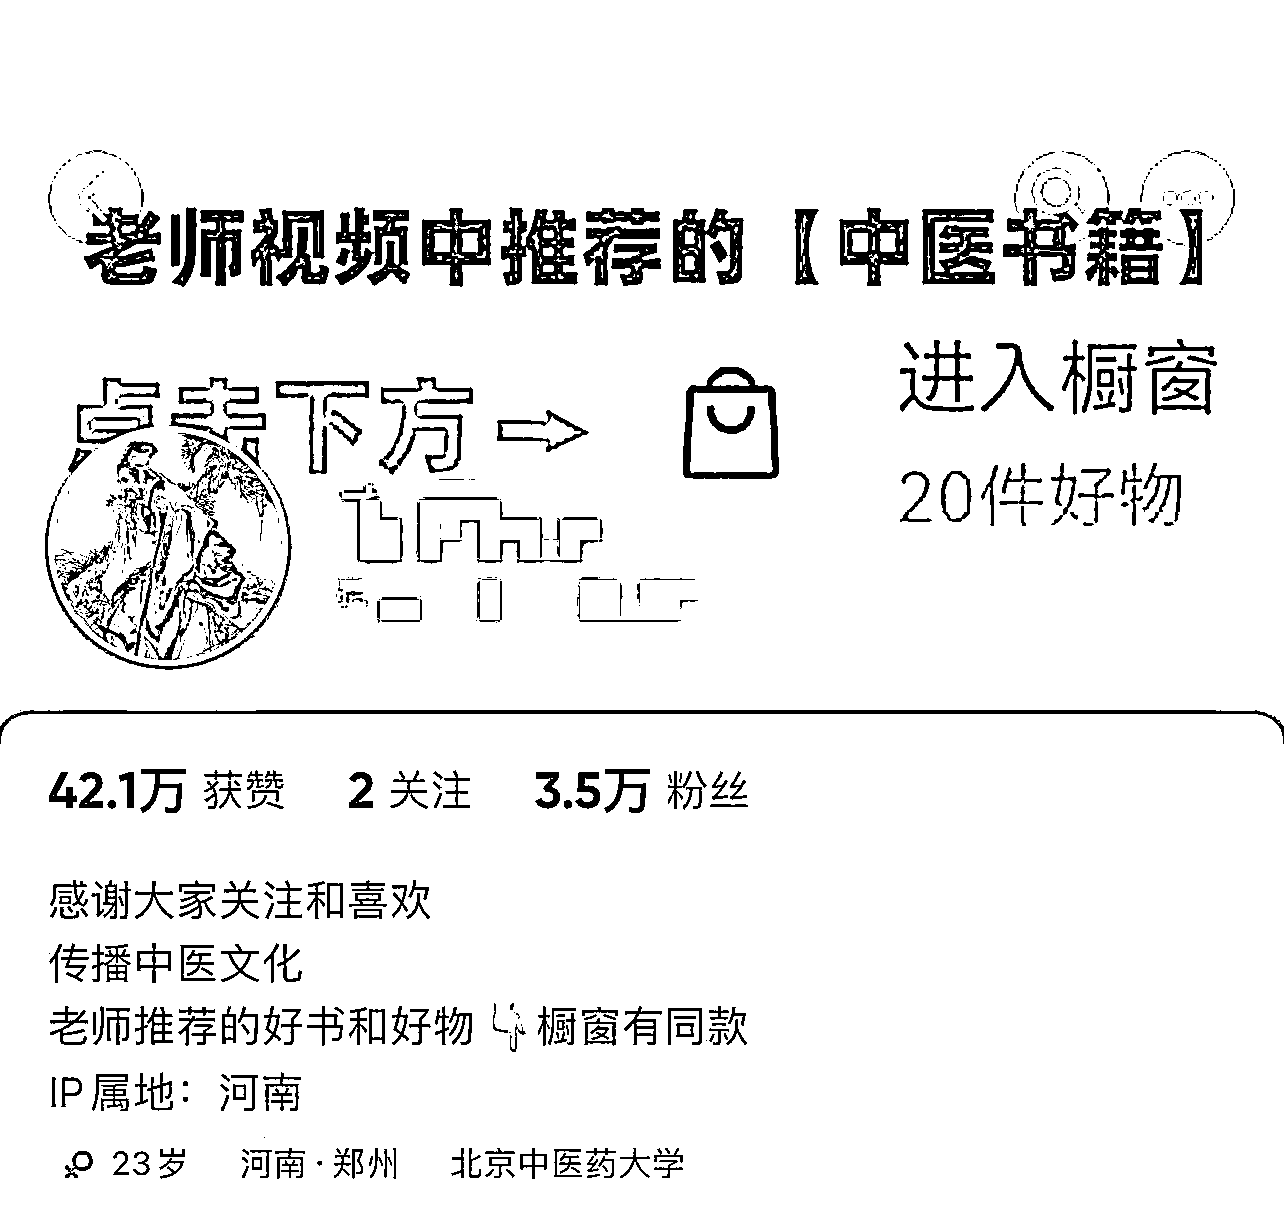 老师视频中推荐的【中医书籍】
点击下方
进入橱窗
20件好物
42.1万 获赞 2 关注 3.5万 粉丝
感谢大家关注和喜欢
传播中医文化
老师推荐的好书和好物👇橱窗有同款
IP属地：河南
23岁 河南·郑州 北京中医药大学